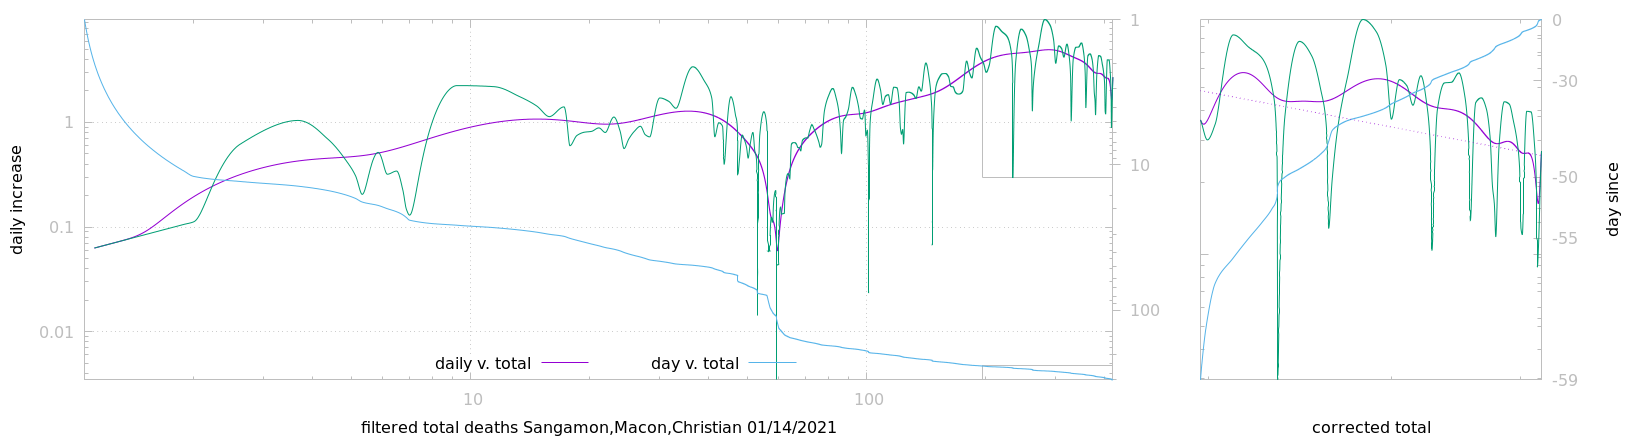 daily increase
1
0.1
0.01
10
100
1
10
100
daily v. total
day v. total
filtered total deaths Sangamon,Macon,Christian 01/14/2021
0
-30
-50
-55
-59
day since
corrected total